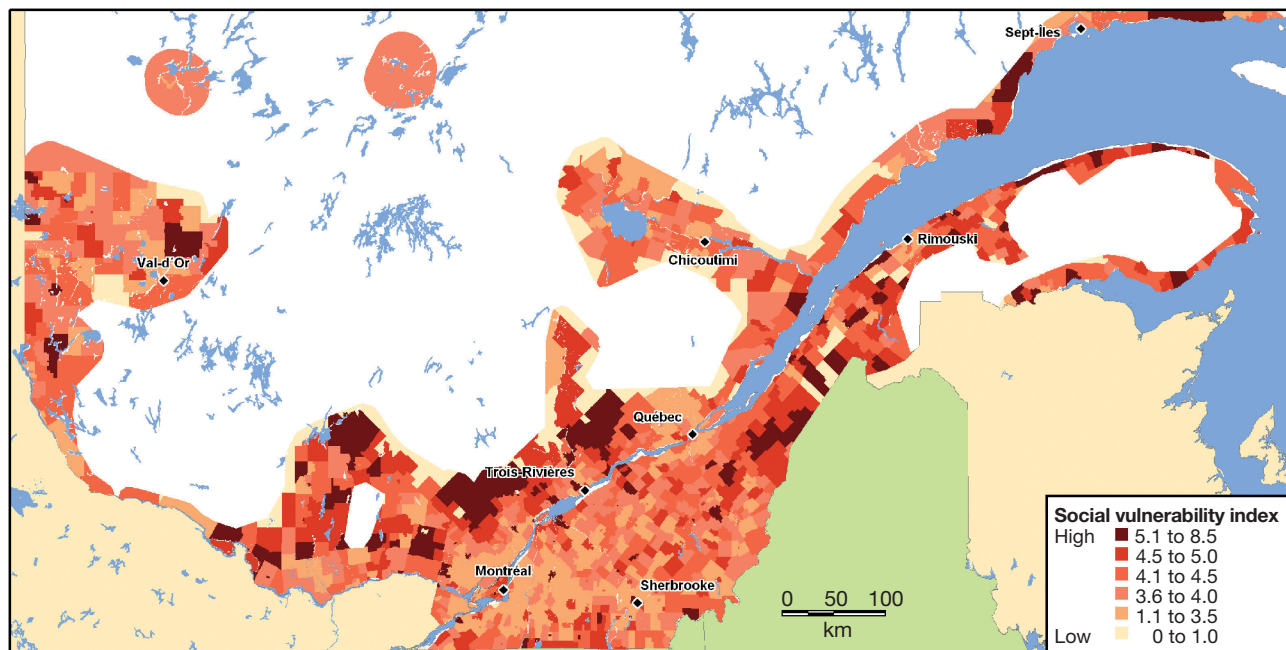 Sept-Îles
Val-d´Or
Chicoutimi
Rimouski
Québec
Trois-Rivières
Montréal
Sherbrooke
0 50 100
km
Social vulnerability index
High 5.1 to 8.5
4.5 to 5.0
4.1 to 4.5
3.6 to 4.0
1.1 to 3.5
Low 0 to 1.0